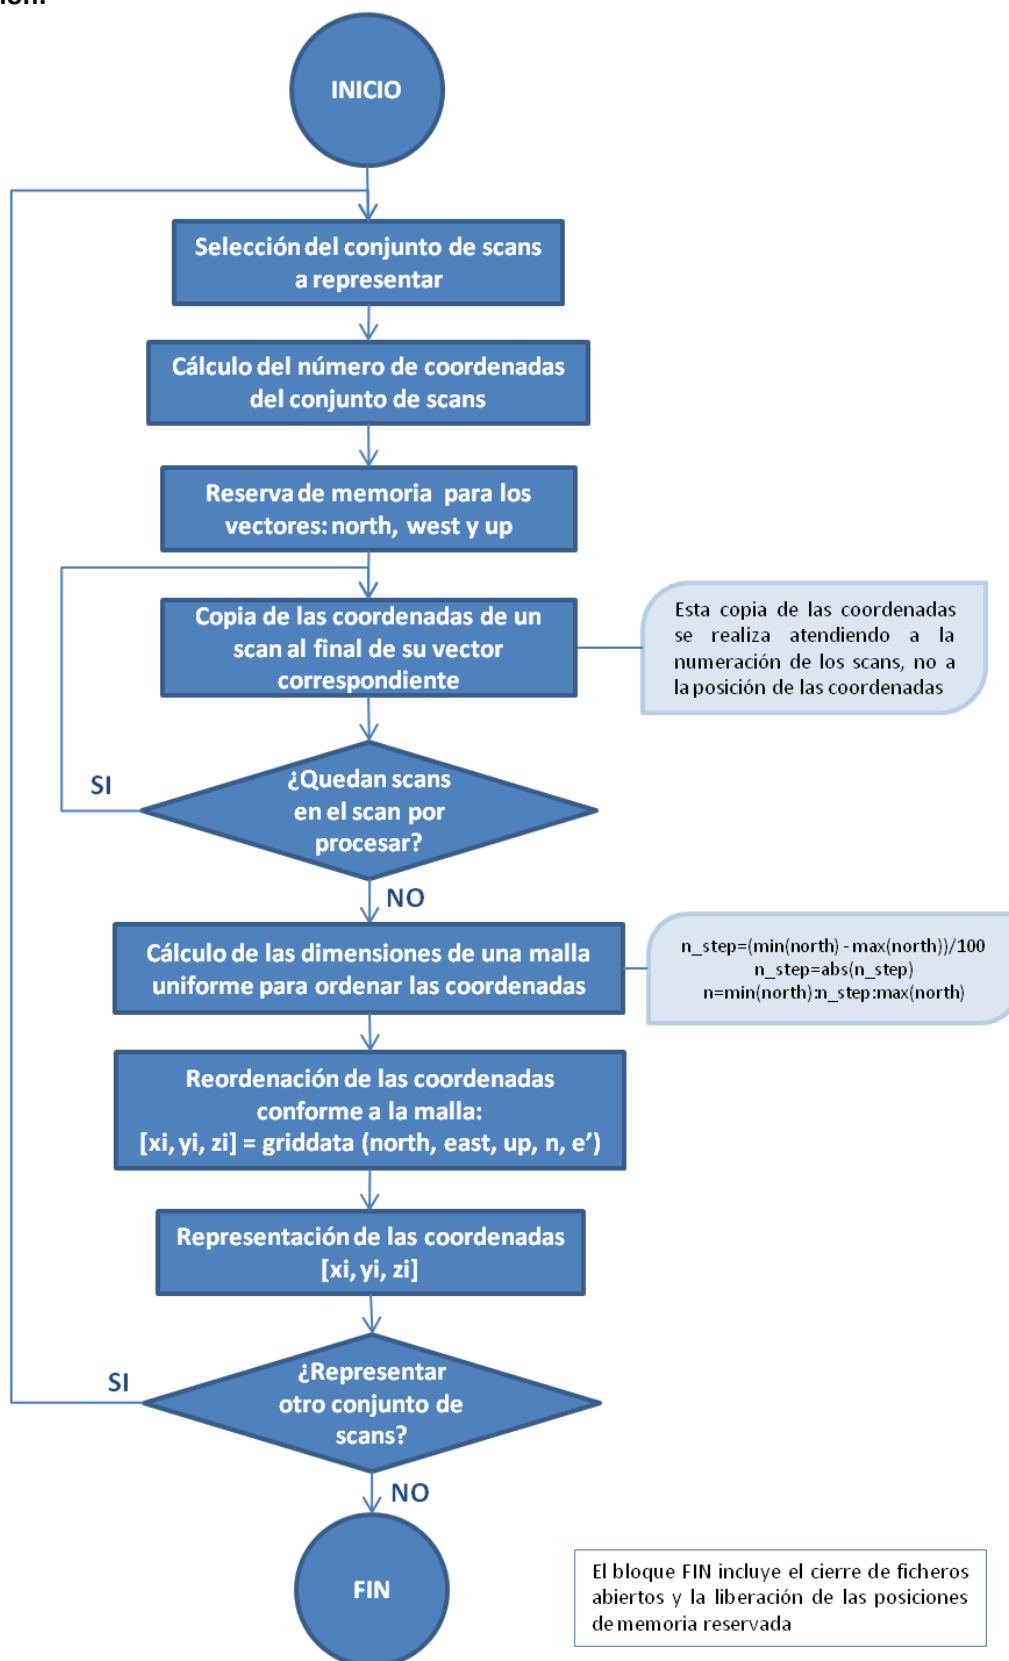 ión.
INICIO
Selección del conjunto de scans
a representar
Cálculo del número de coordenadas
del conjunto de scans
Reserva de memoria para los
vectores: north, west y up
Copia de las coordenadas de un
scan al final de su vector
correspondiente
Esta copia de las coordenadas
se realiza atendiendo a la
numeración de los scans, no a
la posición de las coordenadas
¿Quedan scans
en el scan por
procesar?
SI
NO
Cálculo de las dimensiones de una malla
uniforme para ordenar las coordenadas
n_step=(min(north) - max(north))/100
n_step=abs(n_step)
n=min(north):n_step:max(north)
Reordenación de las coordenadas
conforme a la malla:
[xi, yi, zi] = griddata (north, east, up, n, e’)
Representación de las coordenadas
[xi, yi, zi]
¿Representar
otro conjunto de
scans?
SI
NO
FIN
El bloque FIN incluye el cierre de ficheros
abiertos y la liberación de las posiciones
de memoria reservada